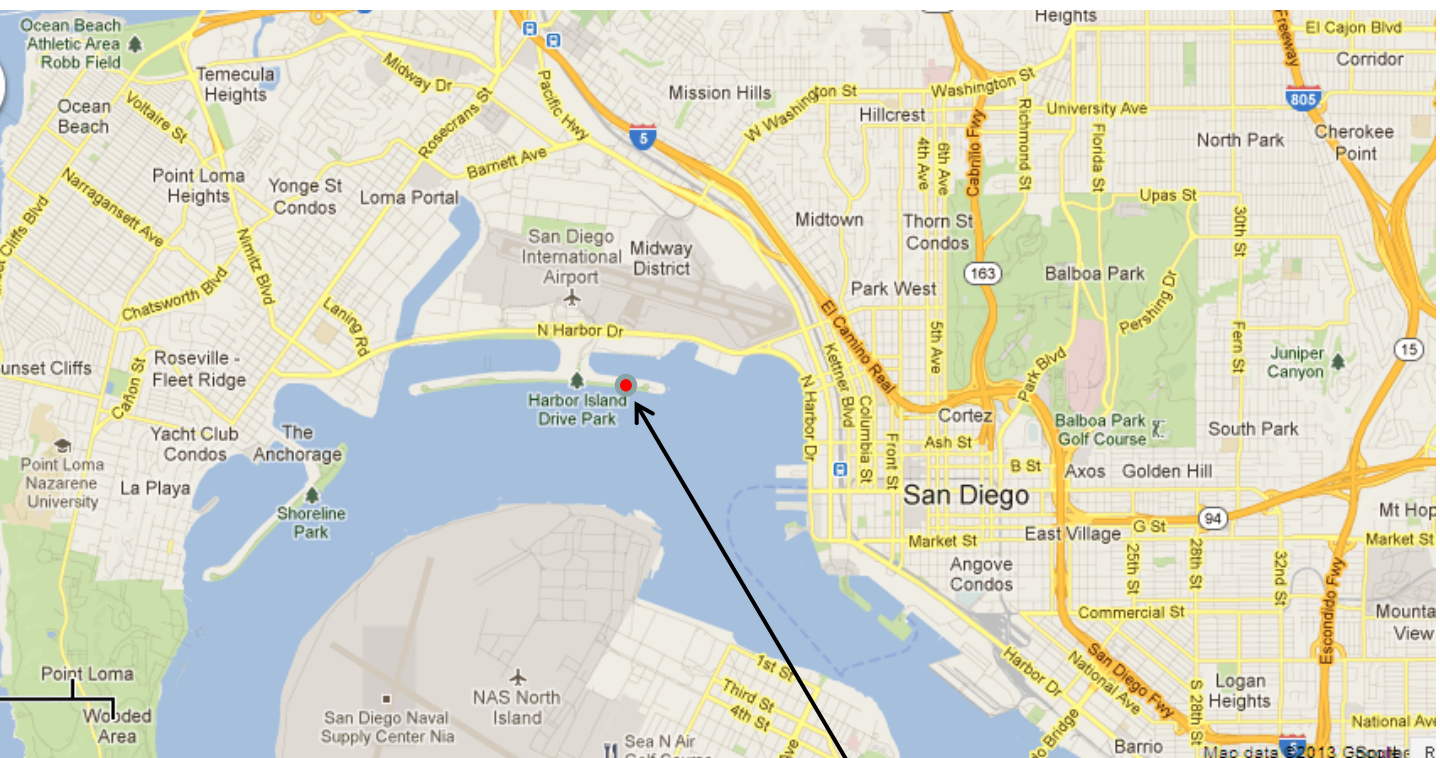 Ocean Beach
Athletic Area
Robb Field
Heights
El Cajon Blvd
Corridor
Freeway
Temecula
Heights
Midway Dr
Pacific Hwy
Mission Hills
W Washington St
Washington St
805
Ocean
Beach
Voltaire St
Rosecrans St
5
Hillcrest
University Ave
Richmond St
Florida St
North Park
Cherokee
Point
Barnett Ave
4th Ave
6th Ave
Cabrillo Fwy
Point Loma
Heights
Yonge St
Condos
Loma Portal
Narragansett Ave
Upas St
30th St
Cliffs Blvd
Nimitz Blvd
San Diego
International
Airport
Midway
District
Midtown
Thorn St
Condos
163
Balboa Park
Pershing Dr
Chatsworth Blvd
Laning Rd
Park West
N Harbor Dr
El Camino Real
5th Ave
Fern St
15
Juniper
Canyon
unset Cliffs
Cañon St
Roseville -
Fleet Ridge
Kettner Blvd
Park Blvd
Harbor Island
Drive Park
N Harbor Dr
Columbia St
Front St
Cortez
Balboa Park
Golf Course
South Park
Yacht Club
Condos
The
Anchorage
Ash St
B St
Axos
Golden Hill
Point Loma
Nazarene
University
La Playa
San Diego
Shoreline
Park
94
Mt Hop
Market St
East Village
G St
Market St
25th St
28th St
32nd St
Angove
Condos
Commercial St
Escondido Fwy
Mounta
View
Point Loma
1st St
Third St
4th St
Harbor Dr
National Ave
San Diego Fwy
S 28th St
Logan
Heights
Wooded
Area
San Diego Naval
Supply Center Nia
NAS North
Island
Sea N Air
Golf Course
Ave
o Bridge
Barrio
National Ave
Map data ©2013